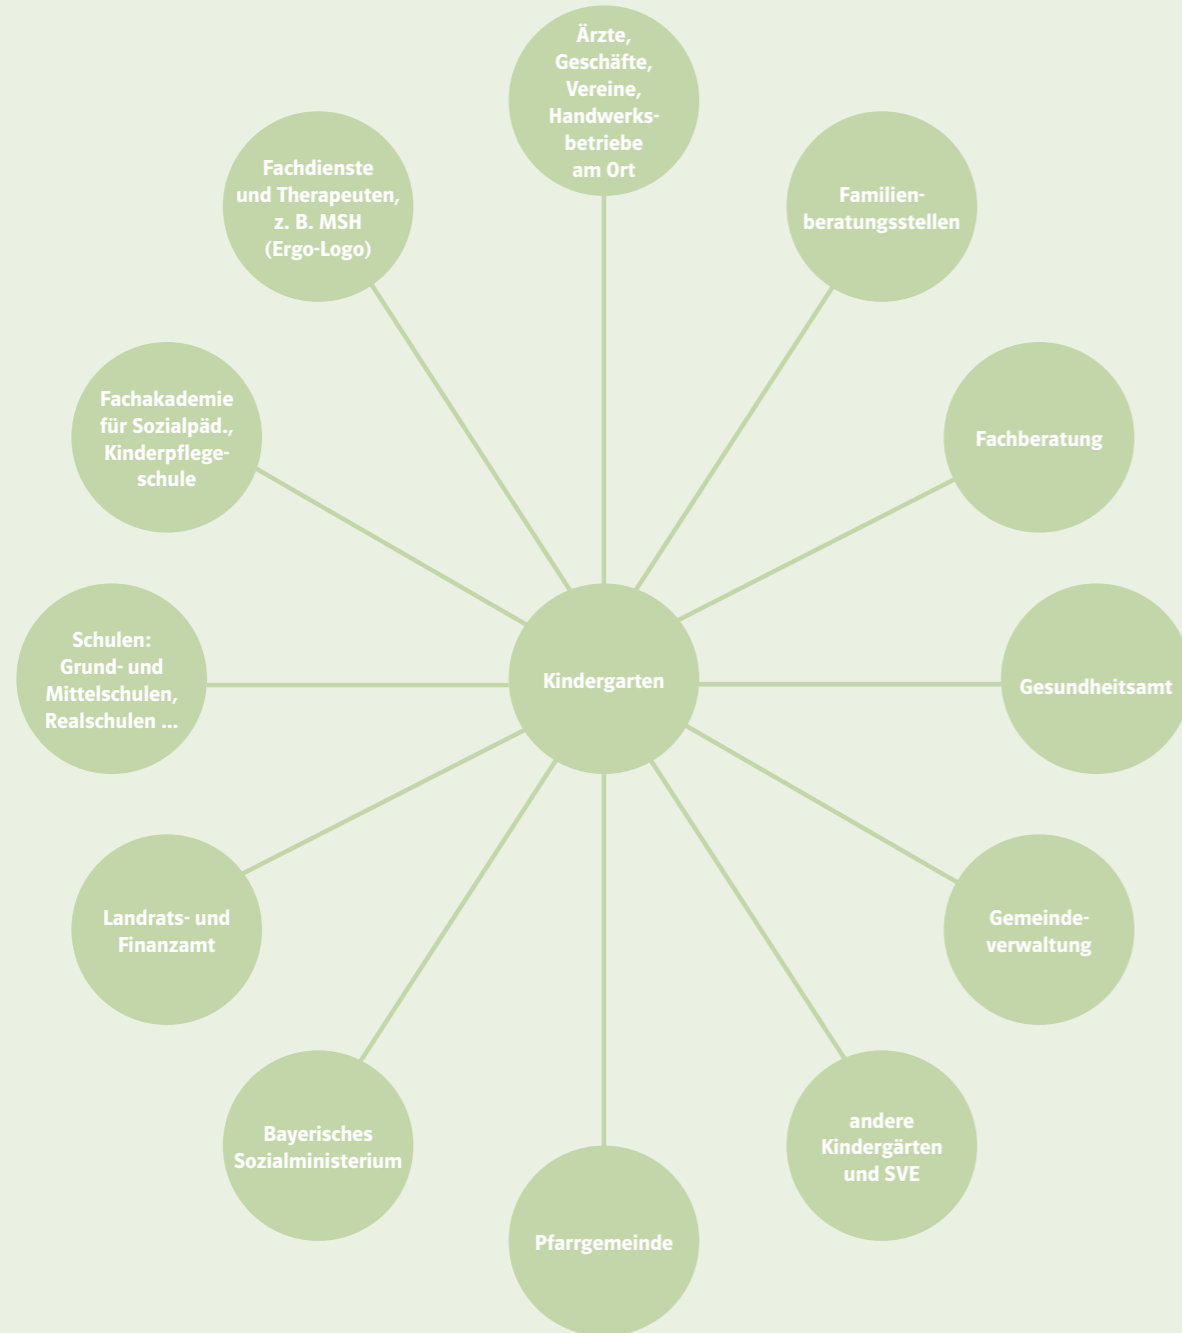 Ärzte,
Geschäfte,
Vereine,
Handwerks-
betriebe
am Ort
Familien-
beratungsstellen
Fachberatung
Gesundheitsamt
Gemeinde-
verwaltung
andere
Kindergärten
und SVE
Pfarrgemeinde
Bayerisches
Sozialministerium
Landrats- und
Finanzamt
Schulen:
Grund- und
Mittelschulen,
Realschulen ...
Fachakademie
für Sozialpäd.,
Kinderpflege-
schule
Fachdienste
und Therapeuten,
z. B. MSH
(Ergo-Logo)
Kindergarten